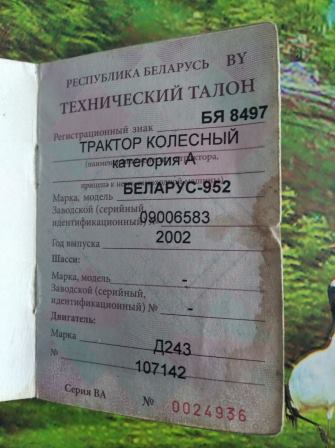 РЕСПУБЛИКА БЕЛАРУСЬ BY
ТЕХНИЧЕСКИЙ ТАЛОН
Регистрационный знак БЯ 8497
ТРАКТОР КОЛЕСНЫЙ
категория А
Марка, модель БЕЛАРУС-952
Заводской (серийный,
идентификационный) 09006583
Год выпуска 2002
Шасси:
Марка, модель -
Заводской (серийный,
идентификационный) № -
Двигатель:
Марка Д243
№ 107142
Серия ВА № 0024936